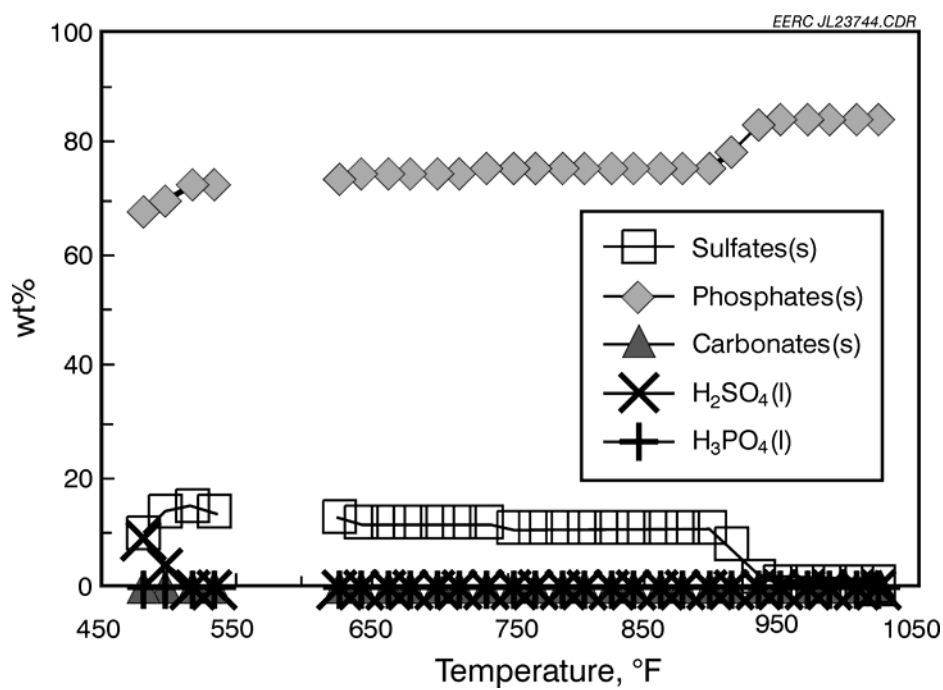 EERC JL23744.CDR
100
80
60
40
20
0
wt%
Sulfates(s)
Phosphates(s)
Carbonates(s)
H₂SO₄(l)
H₃PO₄(l)
450 550 650 750 850 950 1050
Temperature, °F